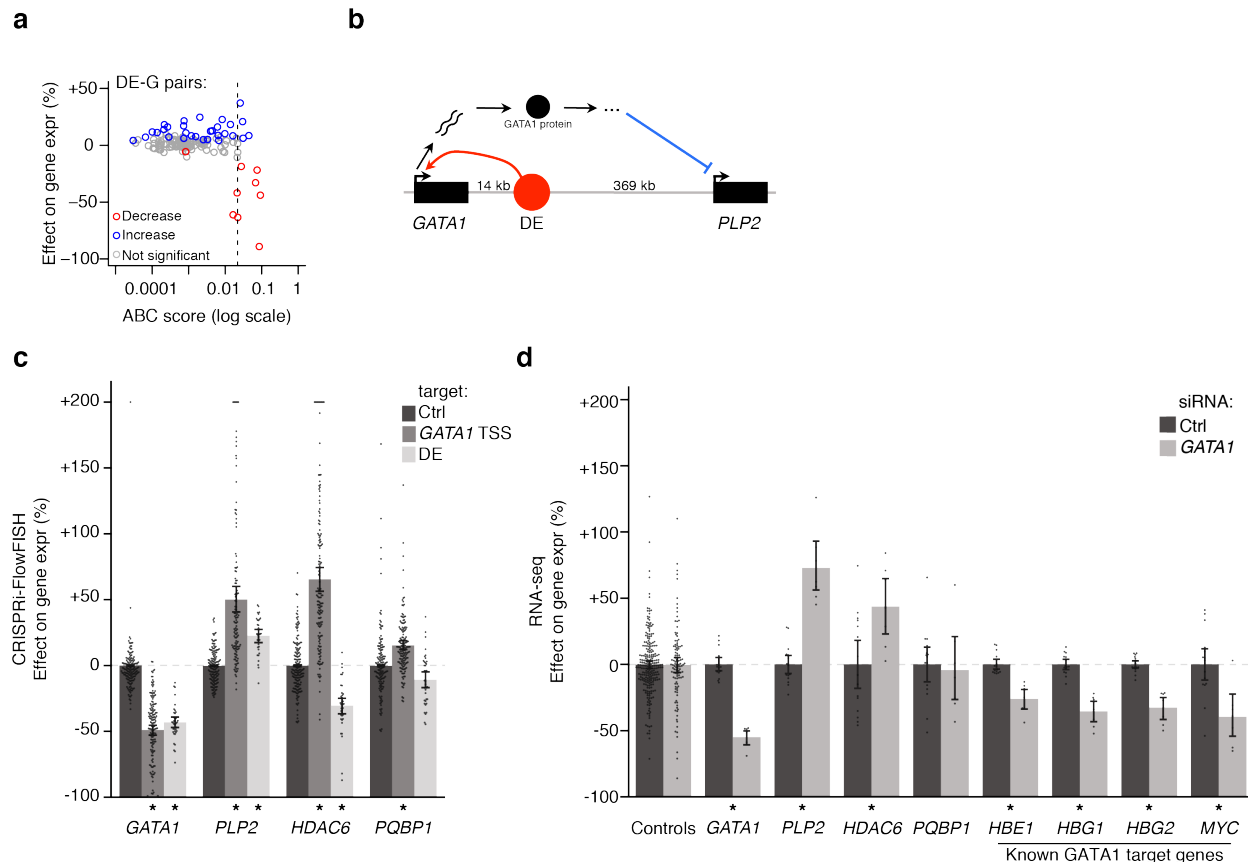 a
DE-G pairs:
Effect on gene expr (%)
+50
0
−50
−100
Decrease
Increase
Not significant
0.0001
0.01
0.1
1
ABC score (log scale)
b
GATA1 protein
...
14 kb
369 kb
GATA1
DE
PLP2
c
CRISPRi-FlowFISH
Effect on gene expr (%)
+200
+150
+100
+50
0
-50
-100
target:
Ctrl
GATA1 TSS
DE
* * * * * * *
GATA1 PLP2 HDAC6 PQBP1
d
RNA-seq
Effect on gene expr (%)
+200
+150
+100
+50
0
-50
-100
siRNA:
Ctrl
GATA1
* * * * * * *
Controls GATA1 PLP2 HDAC6 PQBP1 HBE1 HBG1 HBG2 MYC
Known GATA1 target genes